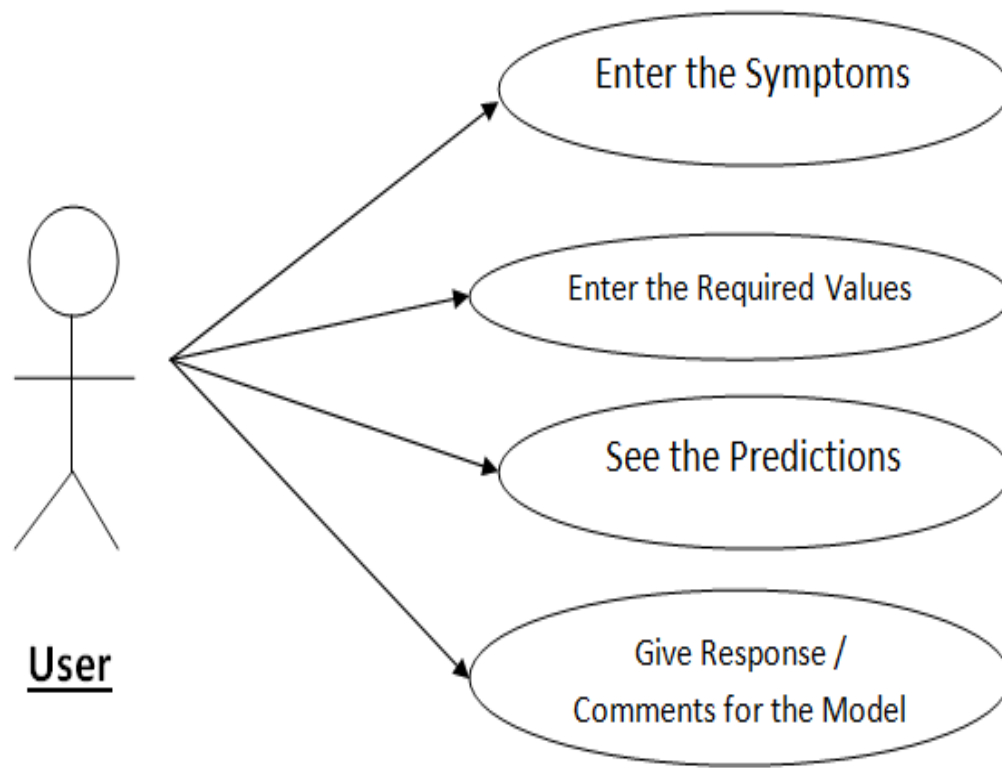 Enter the Symptoms
Enter the Required Values
See the Predictions
Give Response /
Comments for the Model
User